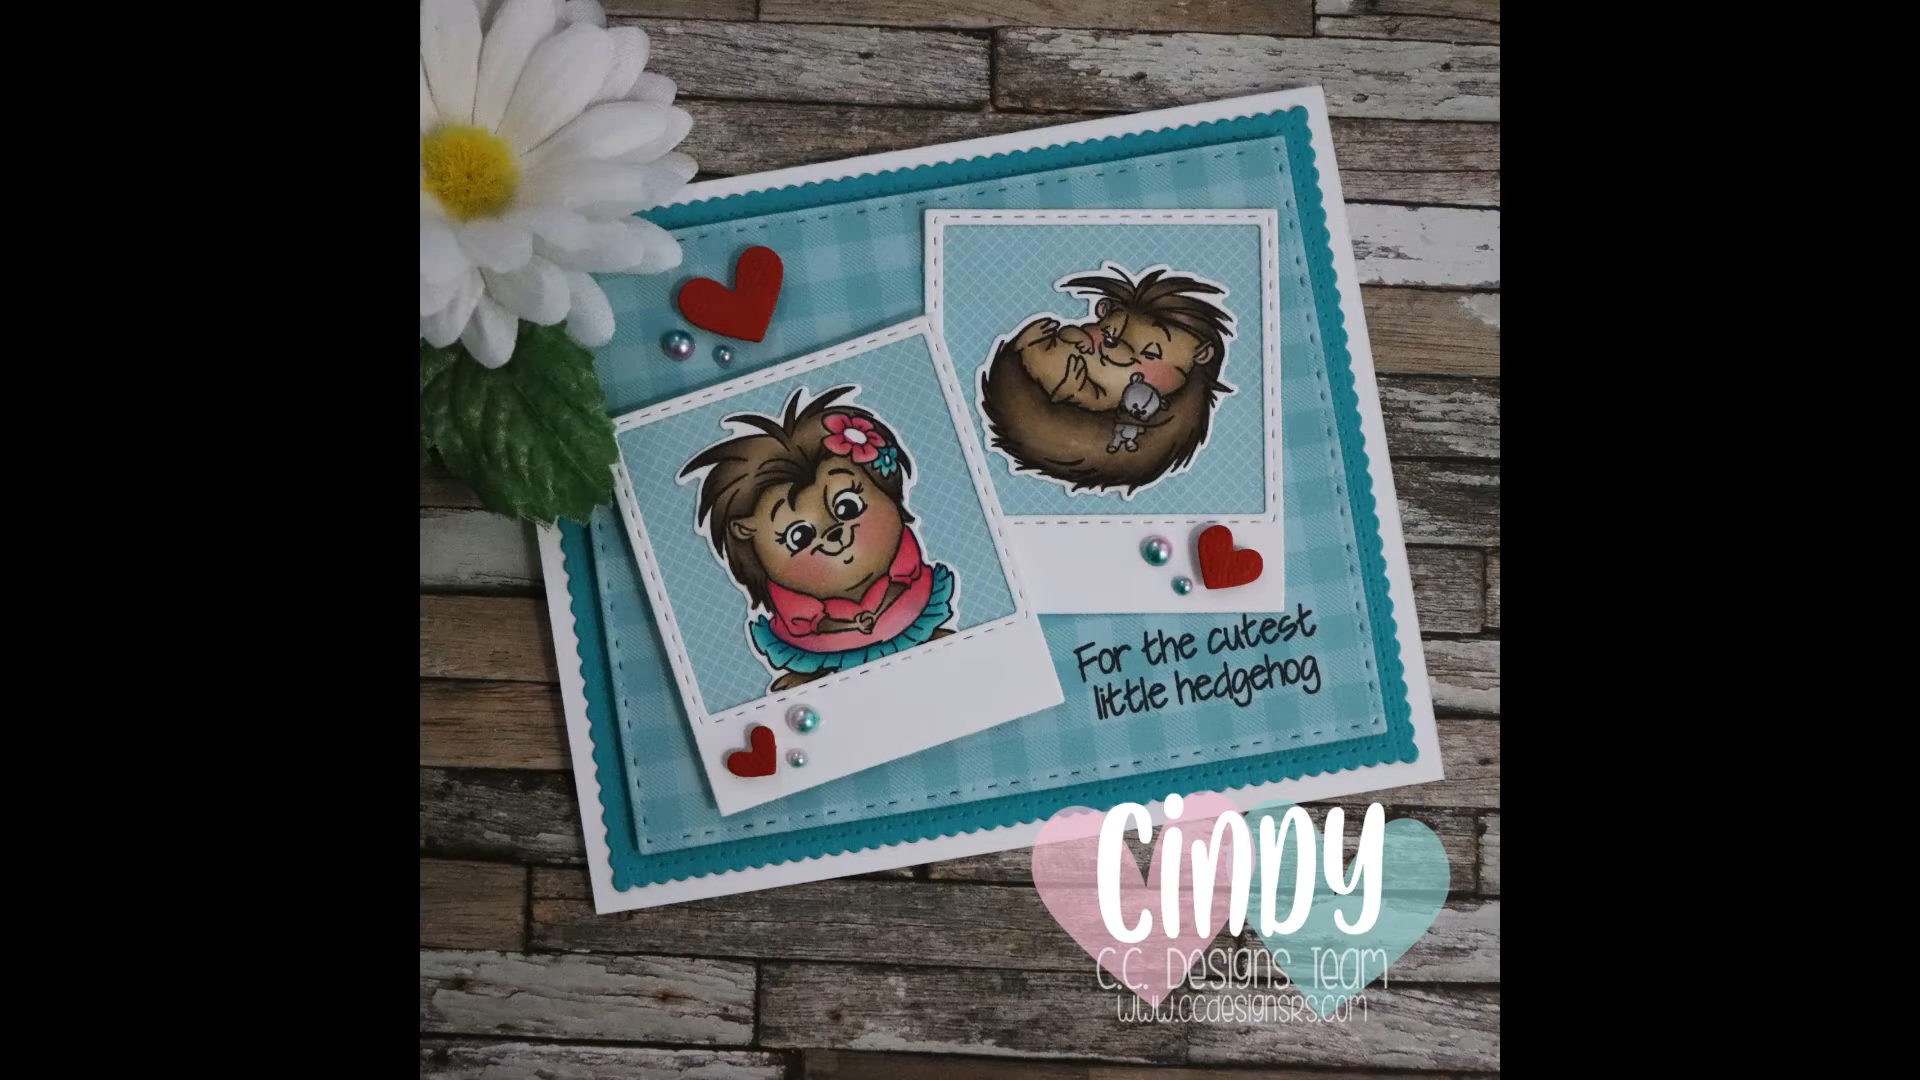 For the cutest
little hedgehog
Cindy
C.C. Designs Team
www.ccdesignsrs.com